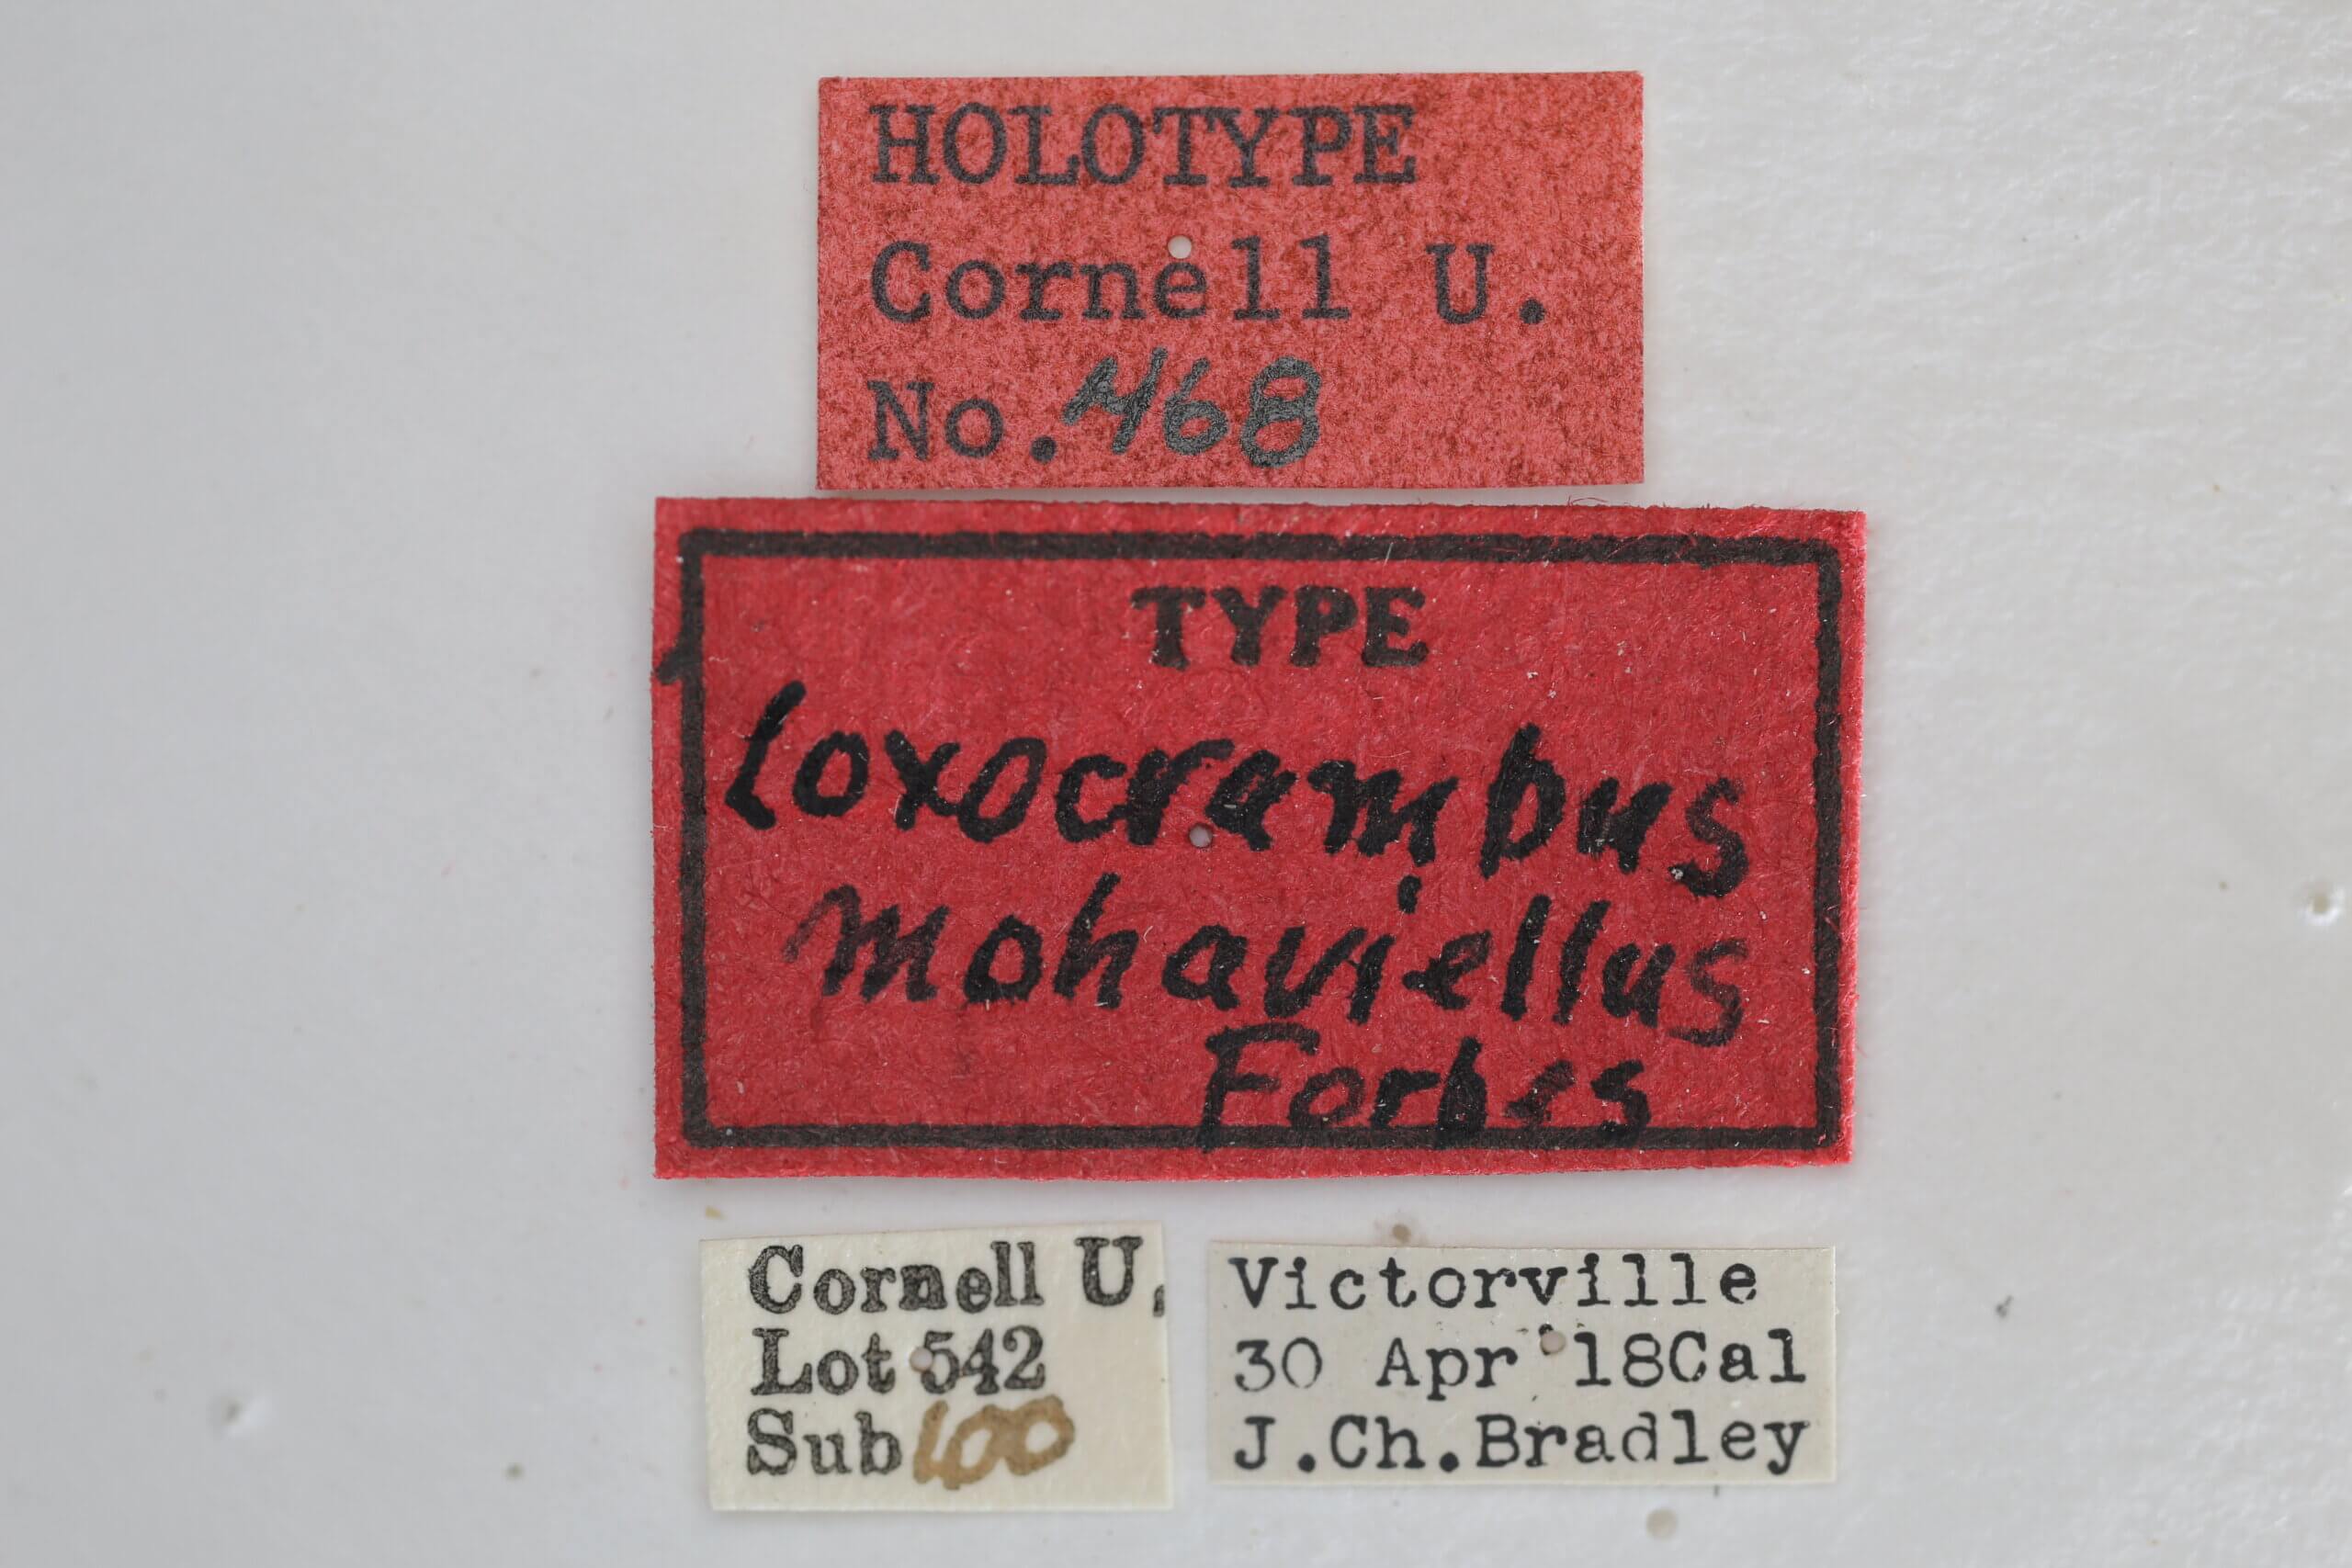 HOLOTYPE
Cornell U.
No. 468
TYPE
Loxocrambus
mohaviellus
Forbes
Cornell U.
Lot 542
Sub 100
Victorville
30 Apr '18Cal
J.Ch.Bradley